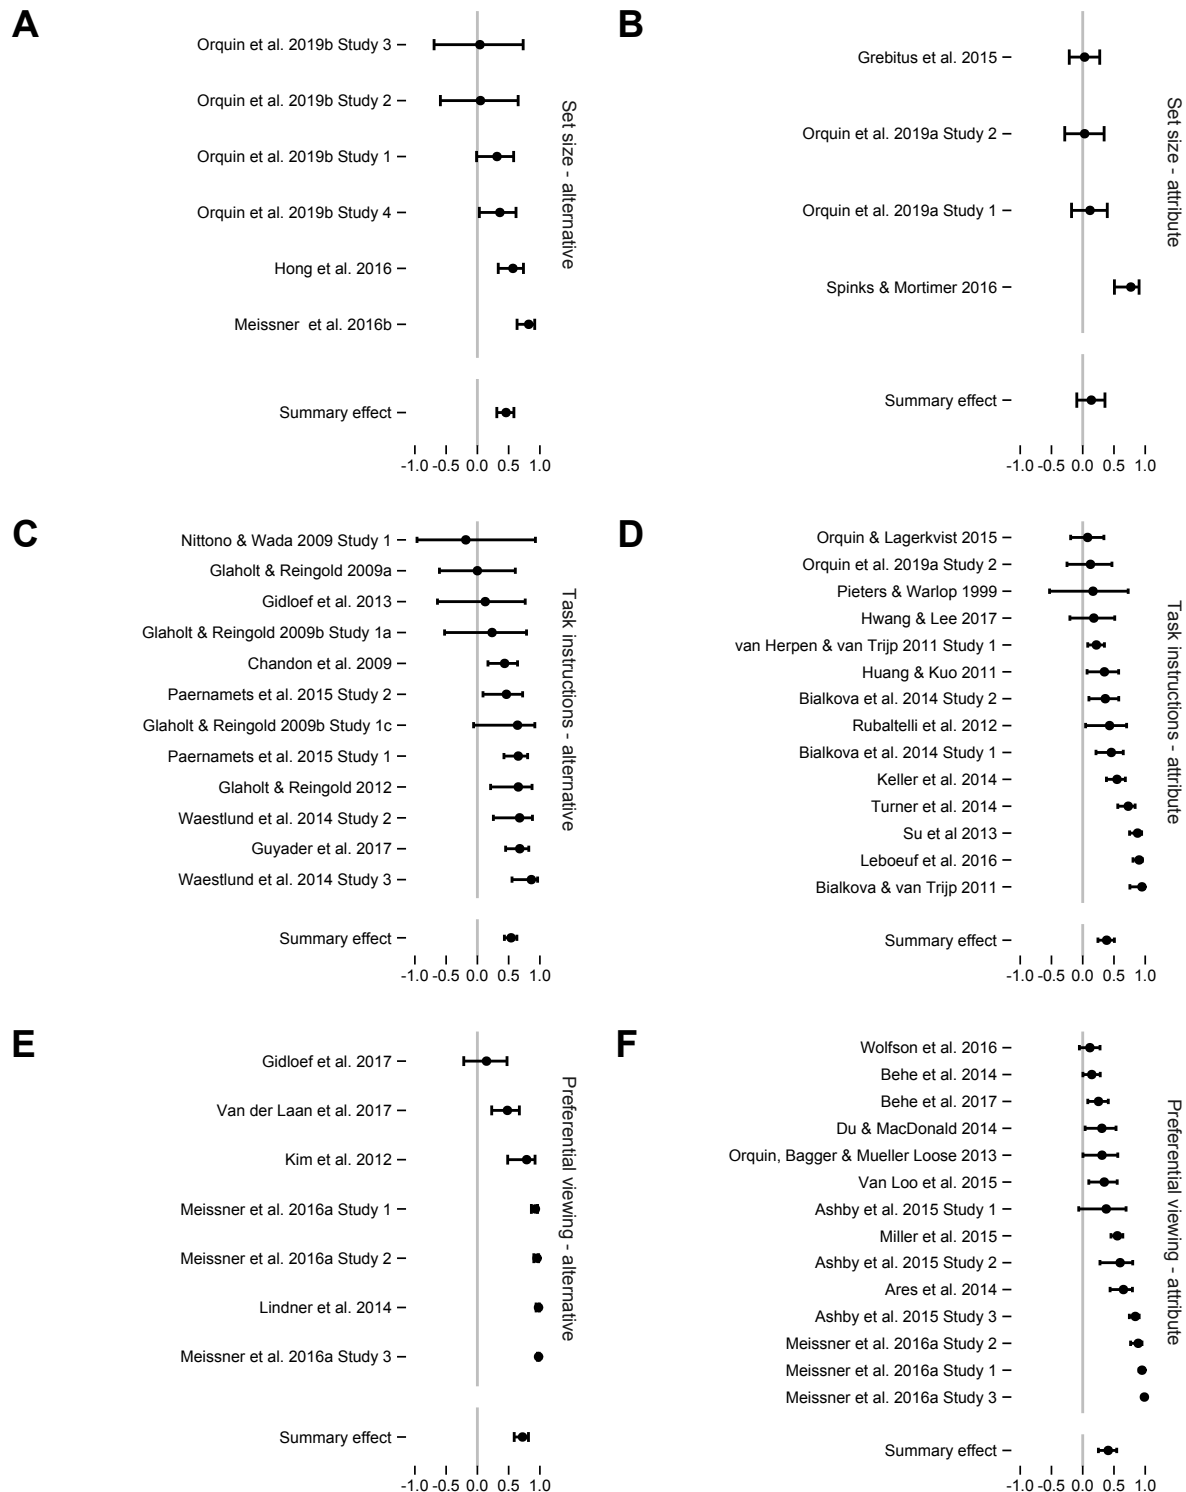 A
Orquin et al. 2019b Study 3
Orquin et al. 2019b Study 2
Orquin et al. 2019b Study 1
Orquin et al. 2019b Study 4
Hong et al. 2016
Meissner  et al. 2016b
Summary effect
-1.0 -0.5 0.0 0.5 1.0
Set size - alternative
B
Grebitus et al. 2015
Orquin et al. 2019a Study 2
Orquin et al. 2019a Study 1
Spinks & Mortimer 2016
Summary effect
-1.0 -0.5 0.0 0.5 1.0
Set size - attribute
C
Nittono & Wada 2009 Study 1
Glaholt & Reingold 2009a
Gidloef et al. 2013
Glaholt & Reingold 2009b Study 1a
Chandon et al. 2009
Paernamets et al. 2015 Study 2
Glaholt & Reingold 2009b Study 1c
Paernamets et al. 2015 Study 1
Glaholt & Reingold 2012
Waestlund et al. 2014 Study 2
Guyader et al. 2017
Waestlund et al. 2014 Study 3
Summary effect
-1.0 -0.5 0.0 0.5 1.0
Task instructions - alternative
D
Orquin & Lagerkvist 2015
Orquin et al. 2019a Study 2
Pieters & Warlop 1999
Hwang & Lee 2017
van Herpen & van Trijp 2011 Study 1
Huang & Kuo 2011
Bialkova et al. 2014 Study 2
Rubaltelli et al. 2012
Bialkova et al. 2014 Study 1
Keller et al. 2014
Turner et al. 2014
Su et al 2013
Leboeuf et al. 2016
Bialkova & van Trijp 2011
Summary effect
-1.0 -0.5 0.0 0.5 1.0
Task instructions - attribute
E
Gidloef et al. 2017
Van der Laan et al. 2017
Kim et al. 2012
Meissner et al. 2016a Study 1
Meissner et al. 2016a Study 2
Lindner et al. 2014
Meissner et al. 2016a Study 3
Summary effect
-1.0 -0.5 0.0 0.5 1.0
Preferential viewing - alternative
F
Wolfson et al. 2016
Behe et al. 2014
Behe et al. 2017
Du & MacDonald 2014
Orquin, Bagger & Mueller Loose 2013
Van Loo et al. 2015
Ashby et al. 2015 Study 1
Miller et al. 2015
Ashby et al. 2015 Study 2
Ares et al. 2014
Ashby et al. 2015 Study 3
Meissner et al. 2016a Study 2
Meissner et al. 2016a Study 1
Meissner et al. 2016a Study 3
Summary effect
-1.0 -0.5 0.0 0.5 1.0
Preferential viewing - attribute